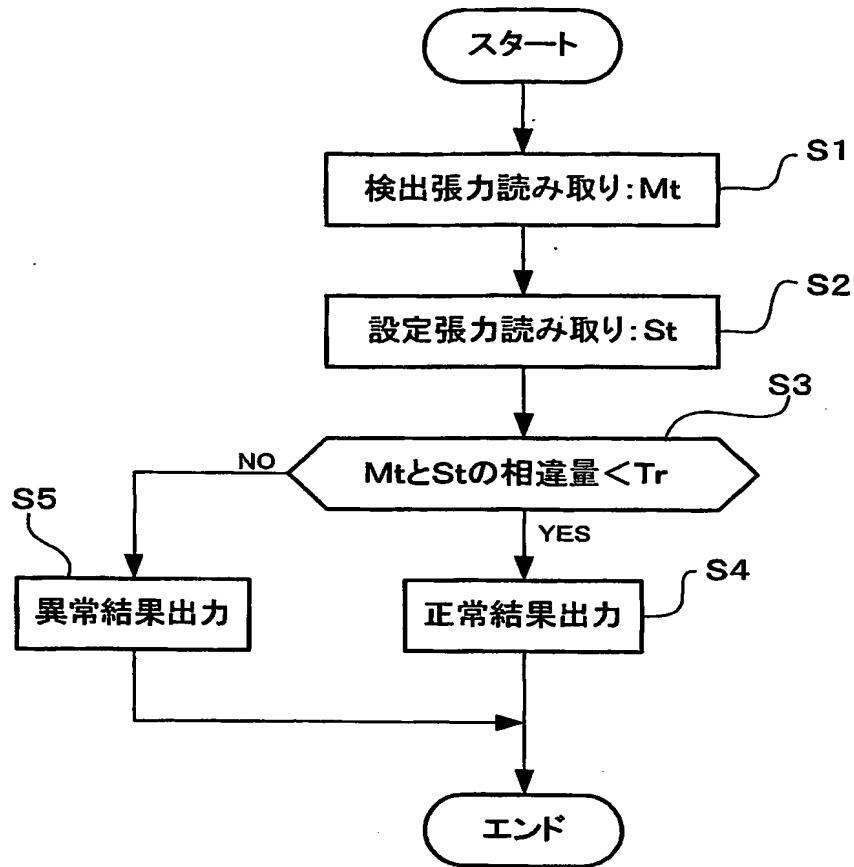 スタート
検出張力読み取り:Mt
S1
設定張力読み取り:St
S2
S3
MtとStの相違量<Tr
NO
YES
S5
異常結果出力
S4
正常結果出力
エンド